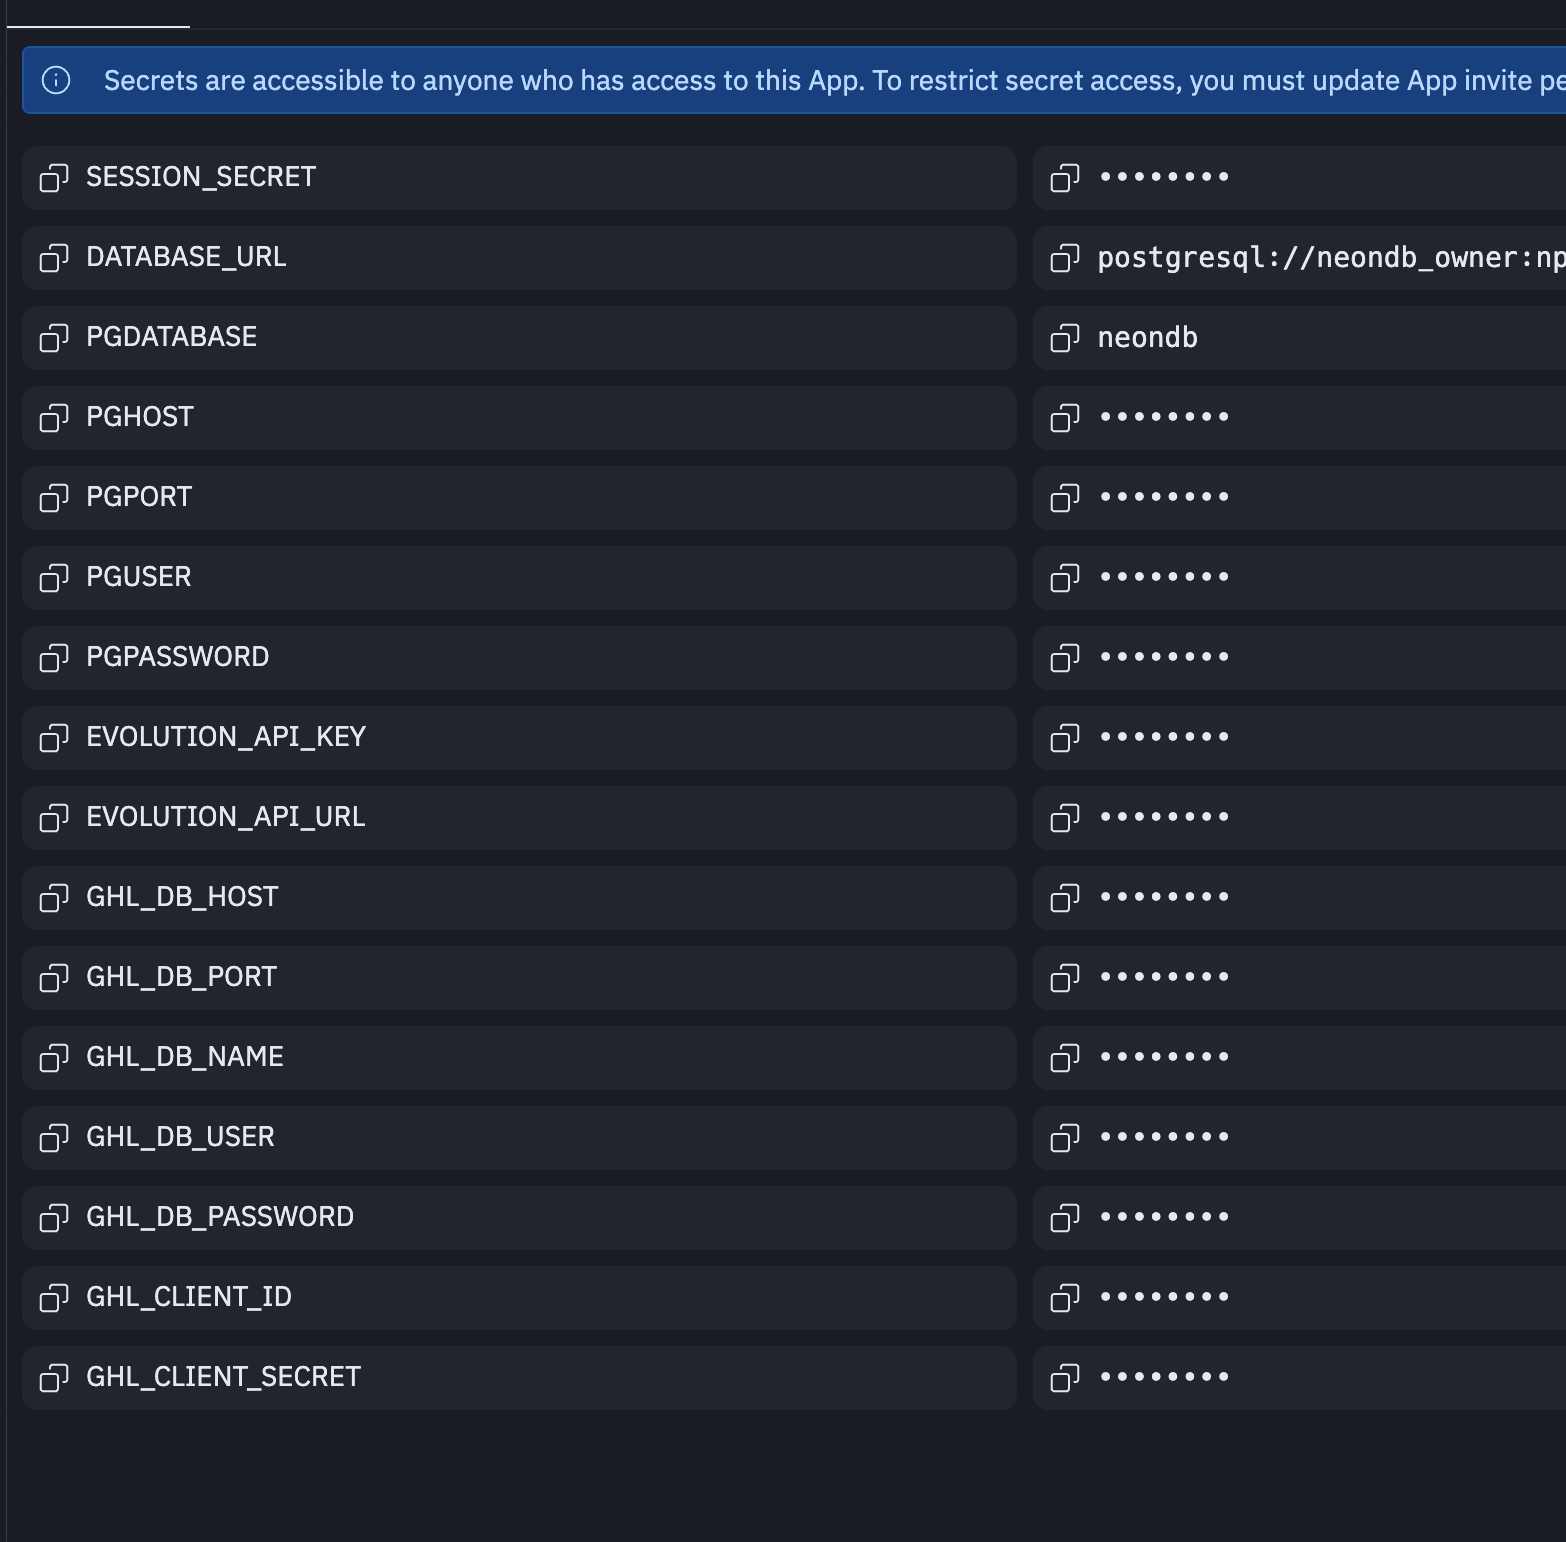 Secrets are accessible to anyone who has access to this App. To restrict secret access, you must update App invite pe
SESSION_SECRET ••••••••
DATABASE_URL postgresql://neondb_owner:np
PGDATABASE neondb
PGHOST ••••••••
PGPORT ••••••••
PGUSER ••••••••
PGPASSWORD ••••••••
EVOLUTION_API_KEY ••••••••
EVOLUTION_API_URL ••••••••
GHL_DB_HOST ••••••••
GHL_DB_PORT ••••••••
GHL_DB_NAME ••••••••
GHL_DB_USER ••••••••
GHL_DB_PASSWORD ••••••••
GHL_CLIENT_ID ••••••••
GHL_CLIENT_SECRET ••••••••